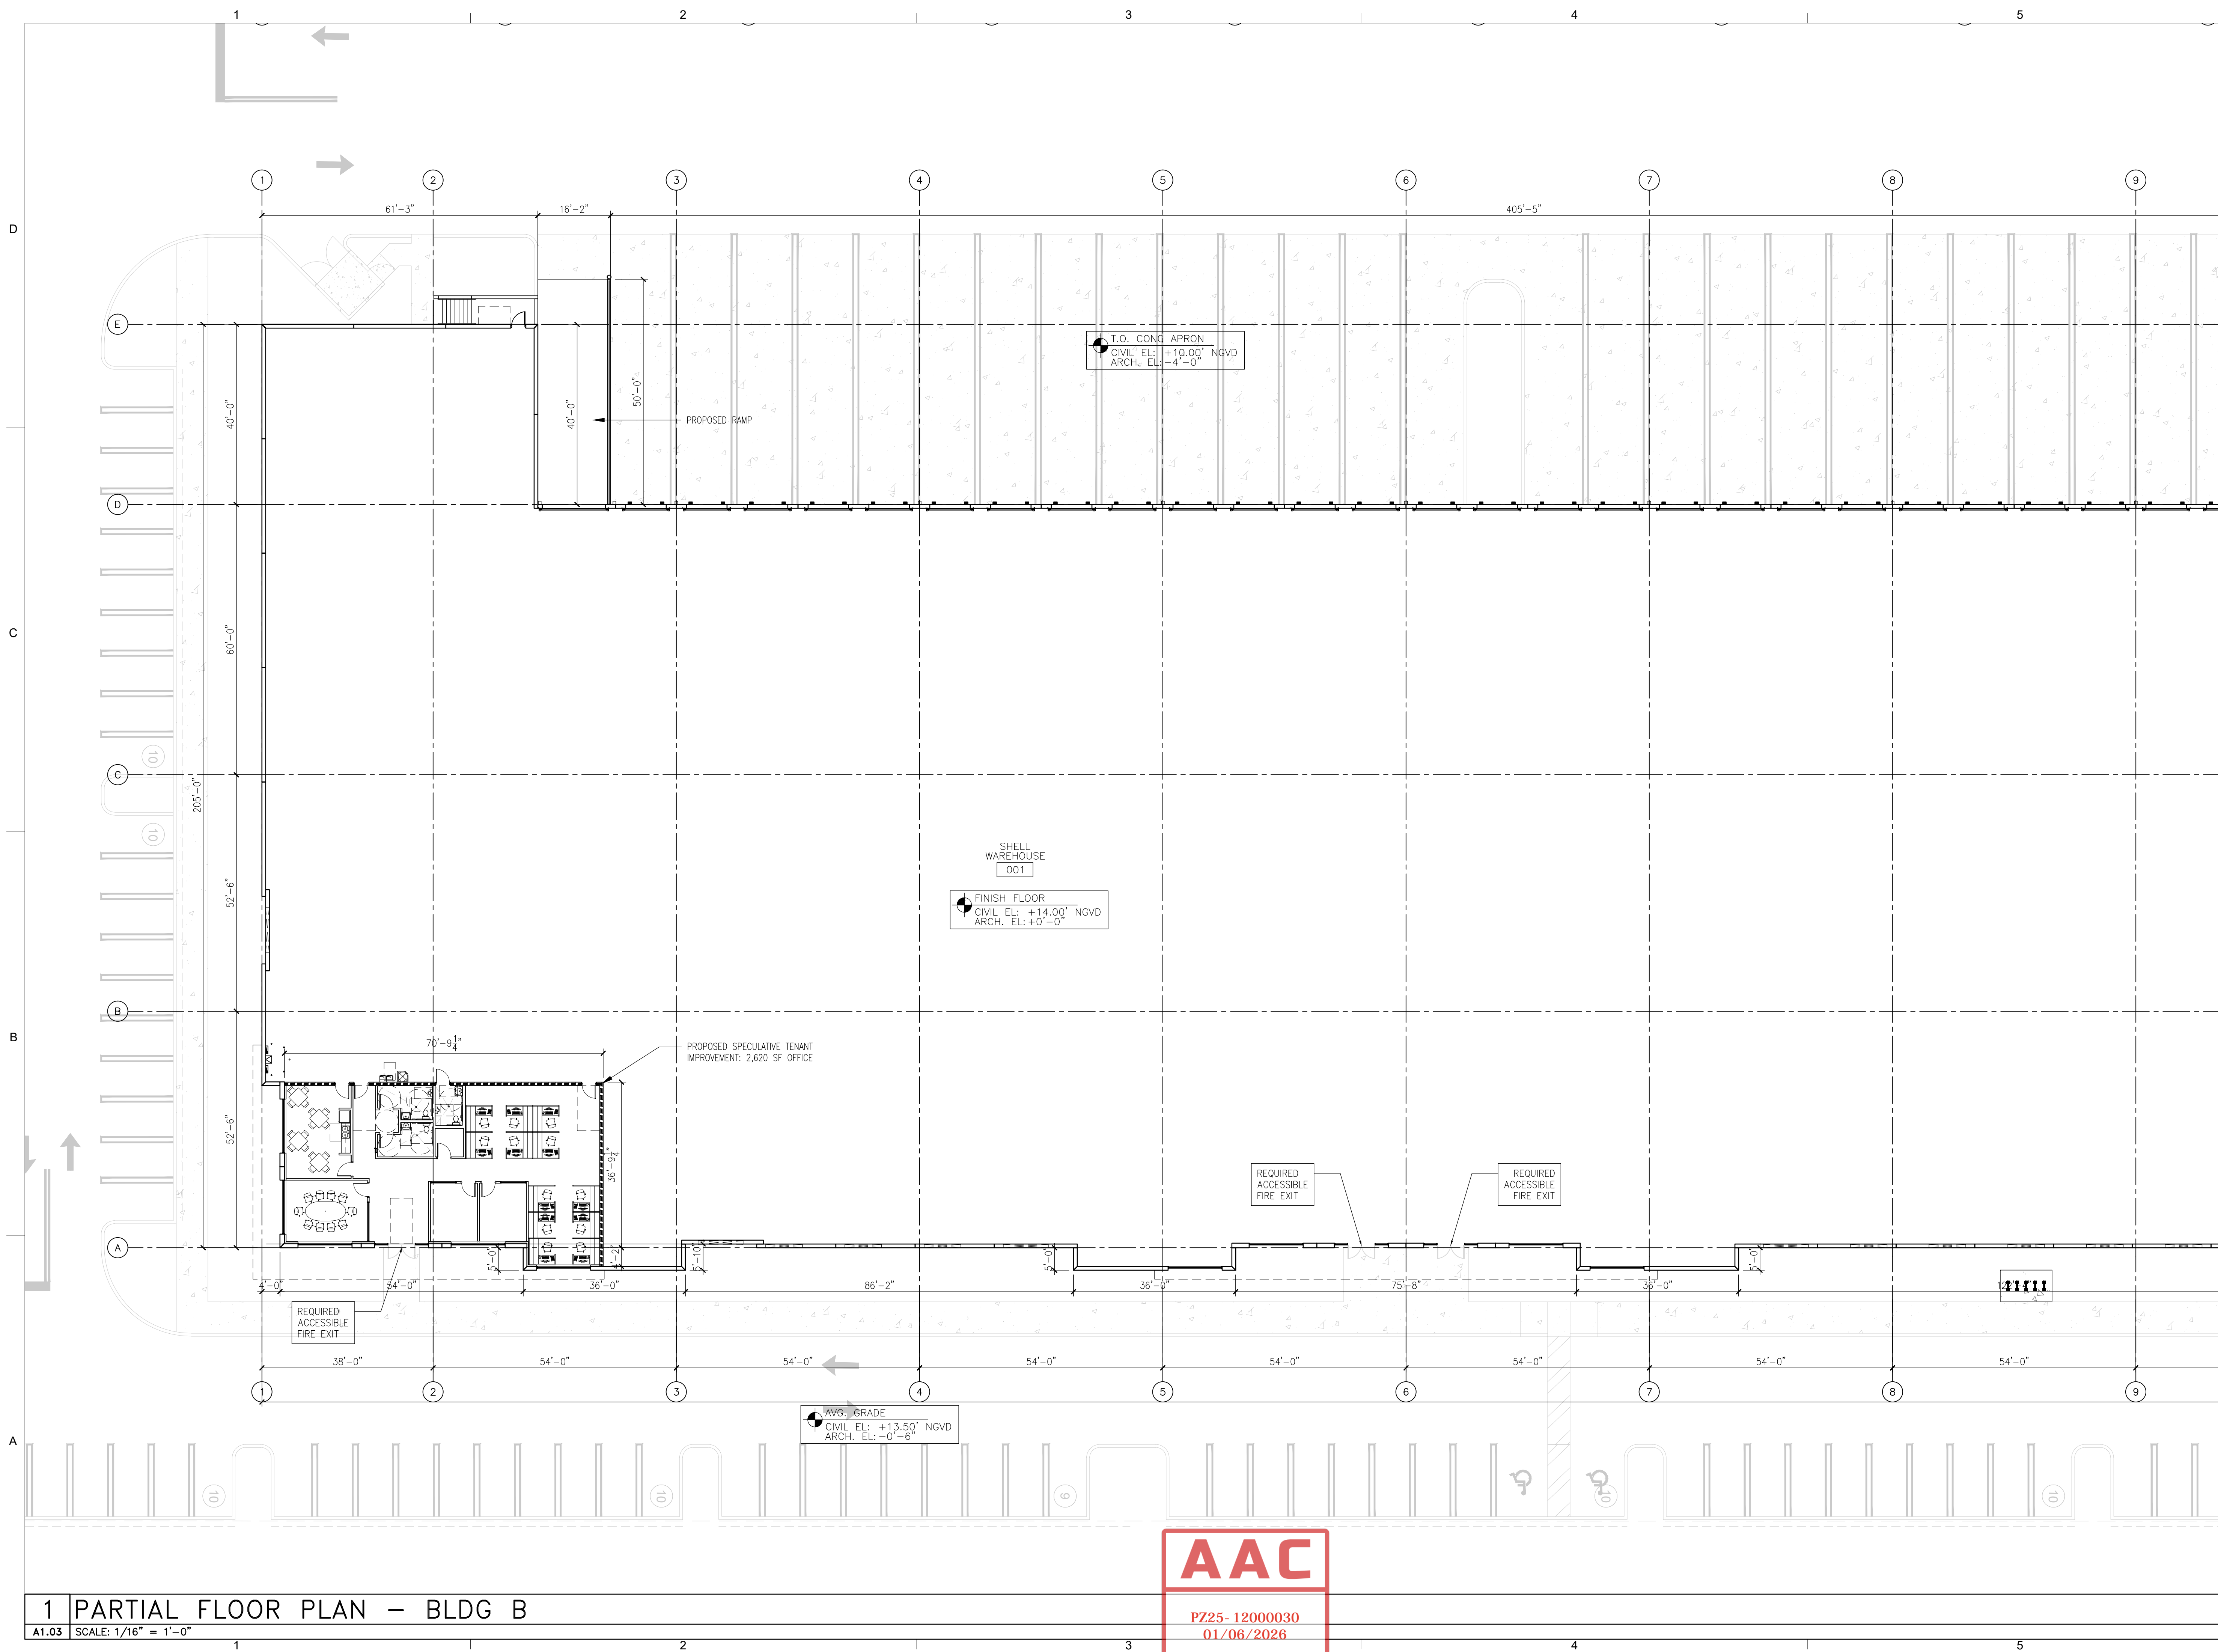 1 2 3 4 5
1 2 3 4 5 6 7 8 9
61'-3" 16'-2" 405'-5"
D
E
T.O. CONC APRON
CIVIL EL: +10.00' NGVD
ARCH. EL: -4'-0"
40'-0" 40'-0" 50'-0"
PROPOSED RAMP
D
C
60'-0"
10
C
205'-0"
10
SHELL
WAREHOUSE
001
52'-6"
FINISH FLOOR
CIVIL EL: +14.00' NGVD
ARCH. EL: +0'-0"
B
B
70'-9 1/4"
PROPOSED SPECULATIVE TENANT
IMPROVEMENT: 2,620 SF OFFICE
52'-6"
36'-9 1/4"
REQUIRED
ACCESSIBLE
FIRE EXIT
REQUIRED
ACCESSIBLE
FIRE EXIT
A
5'-0" 4'-2" 5'-10" 5'-0" 5'-0"
4'-0" 54'-0" 36'-0" 86'-2" 36'-0" 75'-8" 36'-0"
REQUIRED
ACCESSIBLE
FIRE EXIT
38'-0" 54'-0" 54'-0" 54'-0" 54'-0" 54'-0" 54'-0" 54'-0"
1 2 3 4 5 6 7 8 9
AVG. GRADE
CIVIL EL: +13.50' NGVD
ARCH. EL: -0'-6"
A
10 10 9 10 10
AAC
PZ25-12000030
01/06/2026
1 PARTIAL FLOOR PLAN - BLDG B
A1.03 SCALE: 1/16" = 1'-0"
1 2 3 4 5